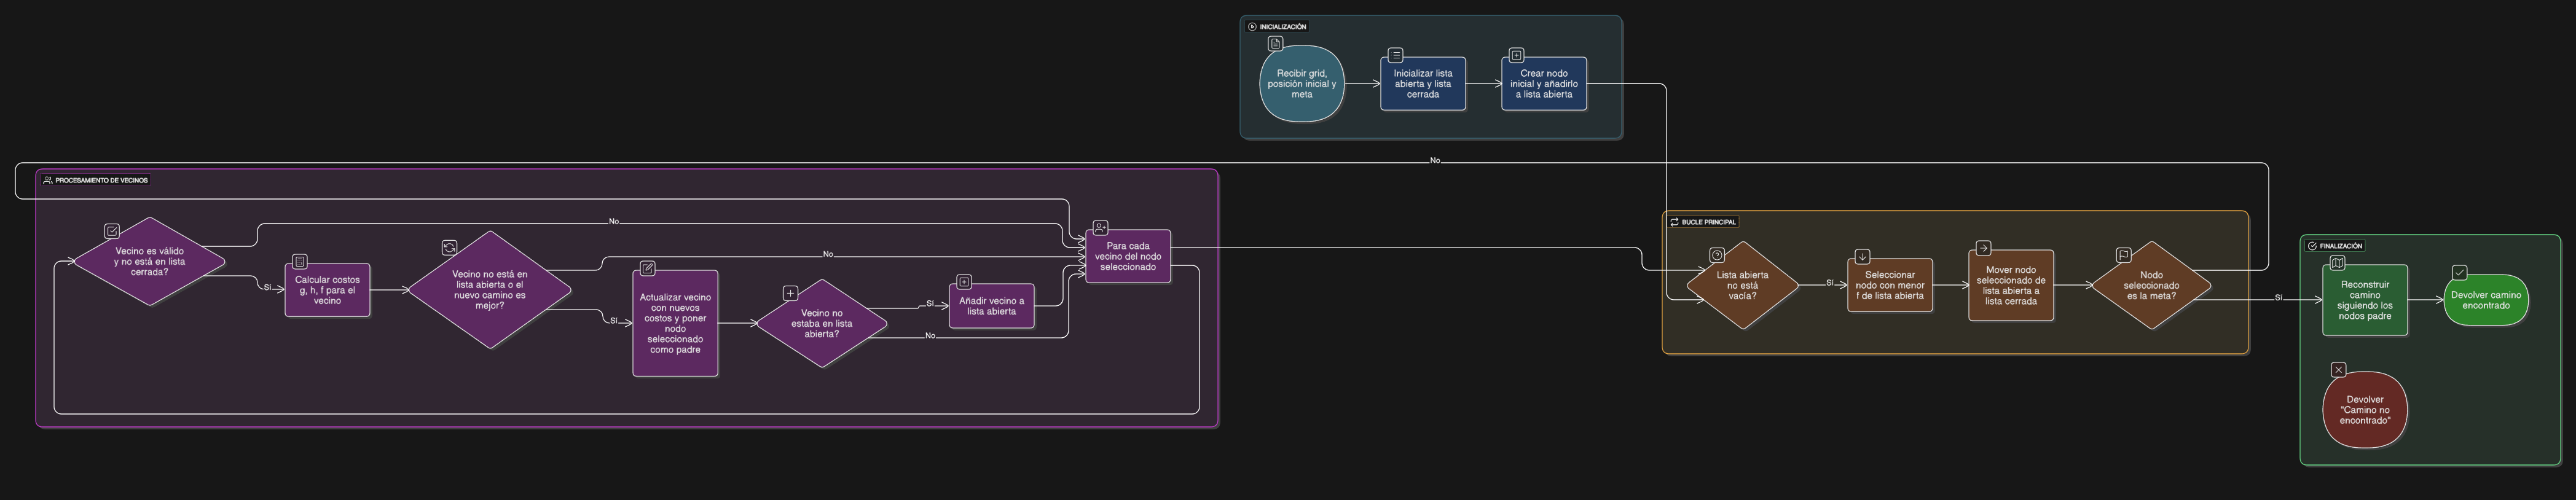 INICIALIZACIÓN
Recibir grid,
posición inicial y
meta
Inicializar lista
abierta y lista
cerrada
Crear nodo
inicial y añadirlo
a lista abierta
No
PROCESAMIENTO DE VECINOS
Vecino es válido
y no está en lista
cerrada?
No
Sí
Calcular costos
g, h, f para el
vecino
Vecino no está en
lista abierta o el
nuevo camino es
mejor?
No
Sí
Actualizar vecino
con nuevos
costos y poner
nodo
seleccionado
como padre
Vecino no
estaba en lista
abierta?
Sí
No
Añadir vecino a
lista abierta
Para cada
vecino del nodo
seleccionado
BUCLE PRINCIPAL
Lista abierta
no está
vacía?
Sí
Seleccionar
nodo con menor
f de lista abierta
Mover nodo
seleccionado de
lista abierta a
lista cerrada
Nodo
seleccionado
es la meta?
Sí
FINALIZACIÓN
Reconstruir
camino
siguiendo los
nodos padre
Devolver camino
encontrado
Devolver
"Camino no
encontrado"